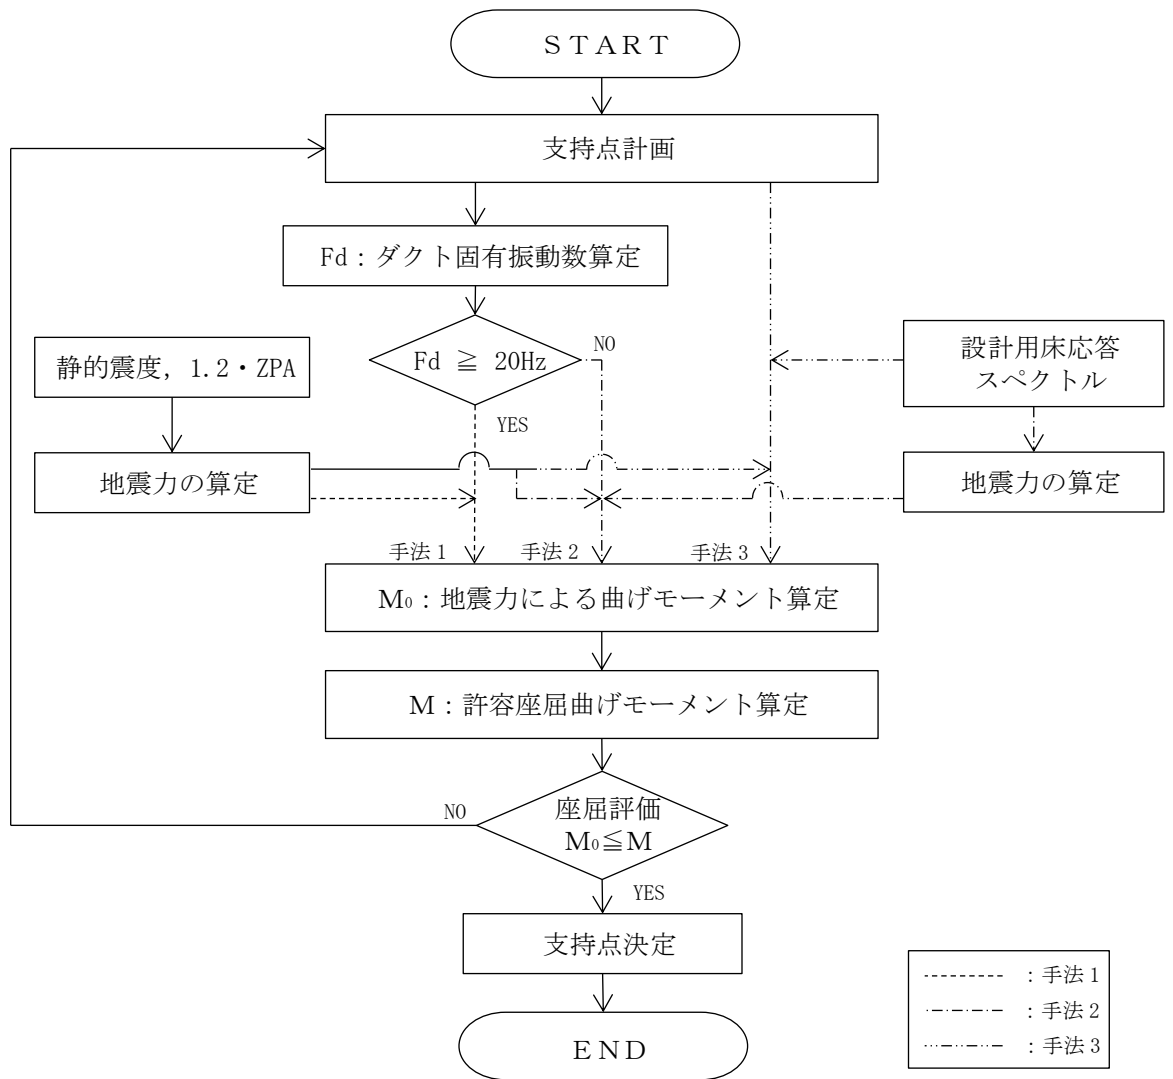 START
支持点計画
Fd：ダクト固有振動数算定
Fd ≧ 20Hz
NO
YES
静的震度，1.2・ZPA
地震力の算定
設計用床応答
スペクトル
地震力の算定
手法1
手法2
手法3
M₀：地震力による曲げモーメント算定
M：許容座屈曲げモーメント算定
座屈評価
M₀≦M
NO
YES
支持点決定
END
：手法1
：手法2
：手法3